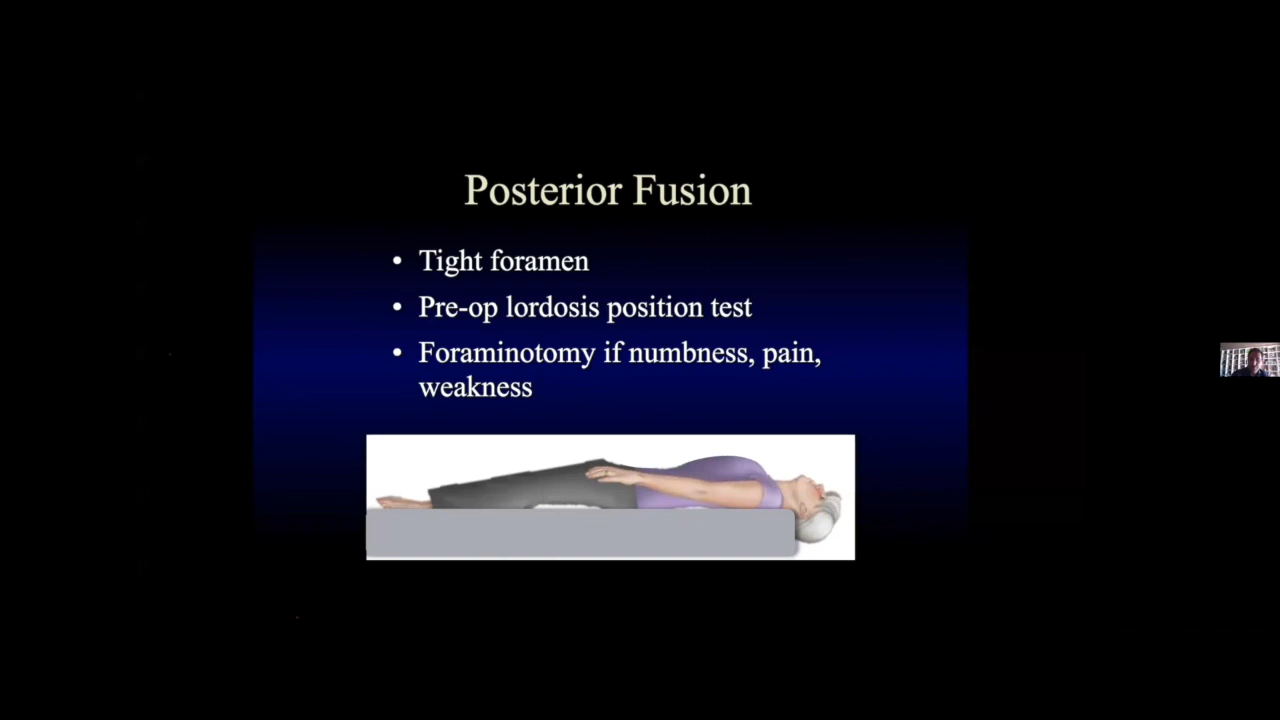 Posterior Fusion
• Tight foramen
• Pre-op lordosis position test
• Foraminotomy if numbness, pain,
weakness